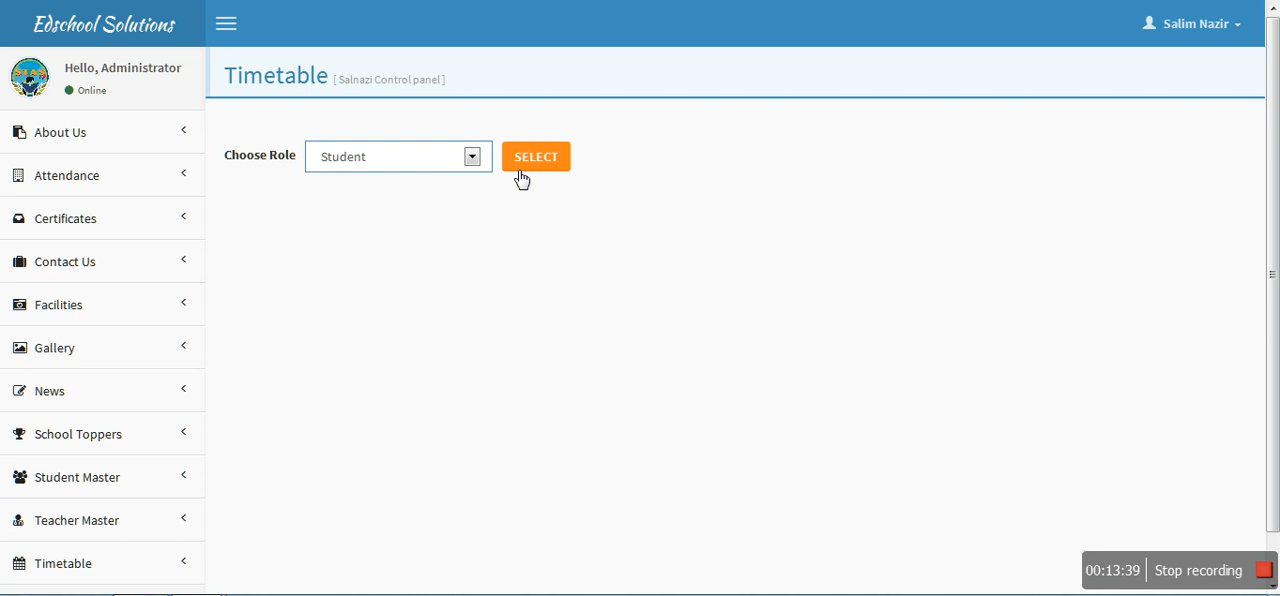 Edschool Solutions
Salim Nazir
Hello, Administrator
Online
Timetable [ Salnazi Control panel ]
Choose Role Student SELECT
About Us
Attendance
Certificates
Contact Us
Facilities
Gallery
News
School Toppers
Student Master
Teacher Master
Timetable
00:13:39 Stop recording